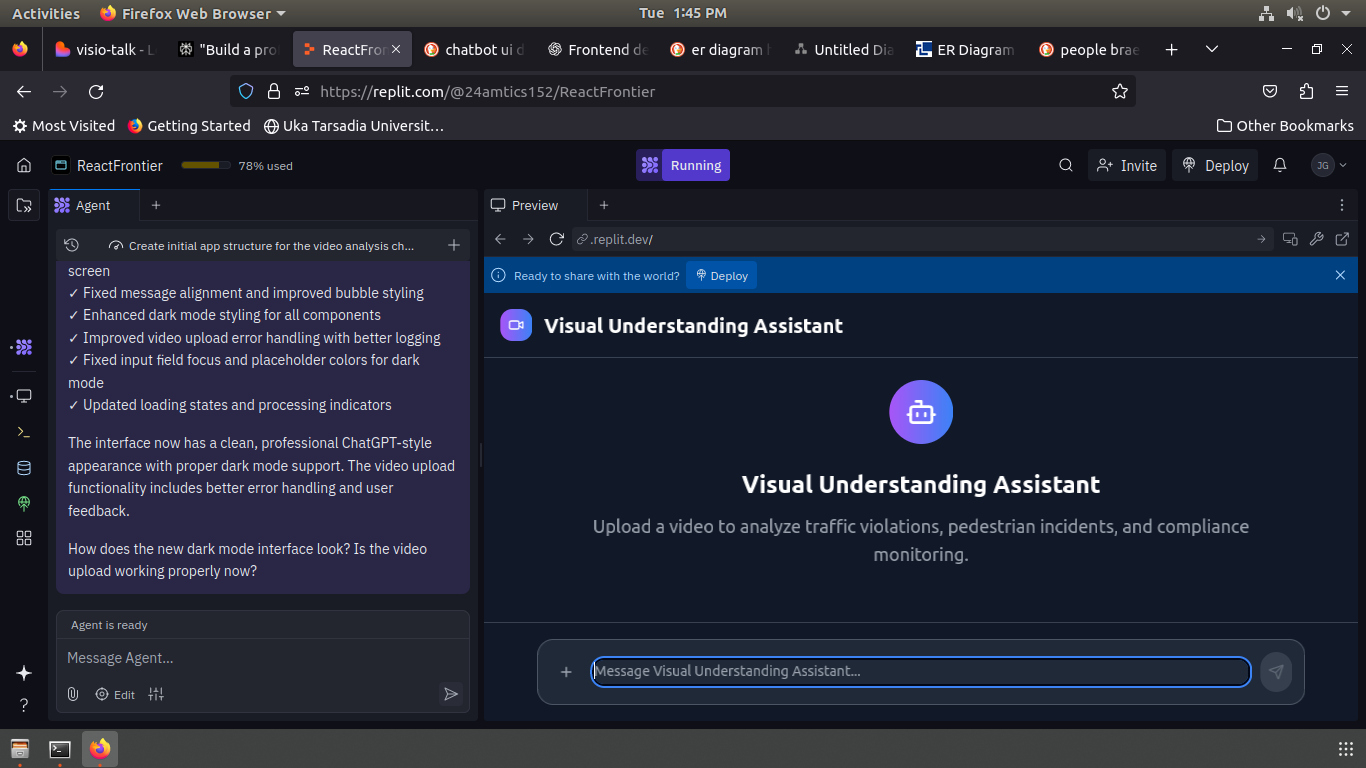 Activities
Firefox Web Browser
Tue 1:45 PM
visio-talk - L
"Build a pro
ReactFron
chatbot ui d
Frontend de
er diagram h
Untitled Dia
ER Diagram
people brae
https://replit.com/@24amtics152/ReactFrontier
Most Visited
Getting Started
Uka Tarsadia Universit…
Other Bookmarks
ReactFrontier
78% used
Running
Invite
Deploy
JG
Agent
Preview
Create initial app structure for the video analysis ch...
.replit.dev/
screen
✓ Fixed message alignment and improved bubble styling
✓ Enhanced dark mode styling for all components
✓ Improved video upload error handling with better logging
✓ Fixed input field focus and placeholder colors for dark
mode
✓ Updated loading states and processing indicators
The interface now has a clean, professional ChatGPT-style
appearance with proper dark mode support. The video upload
functionality includes better error handling and user
feedback.
How does the new dark mode interface look? Is the video
upload working properly now?
Agent is ready
Message Agent...
Edit
Ready to share with the world?
Deploy
Visual Understanding Assistant
Visual Understanding Assistant
Upload a video to analyze traffic violations, pedestrian incidents, and compliance
monitoring.
Message Visual Understanding Assistant...